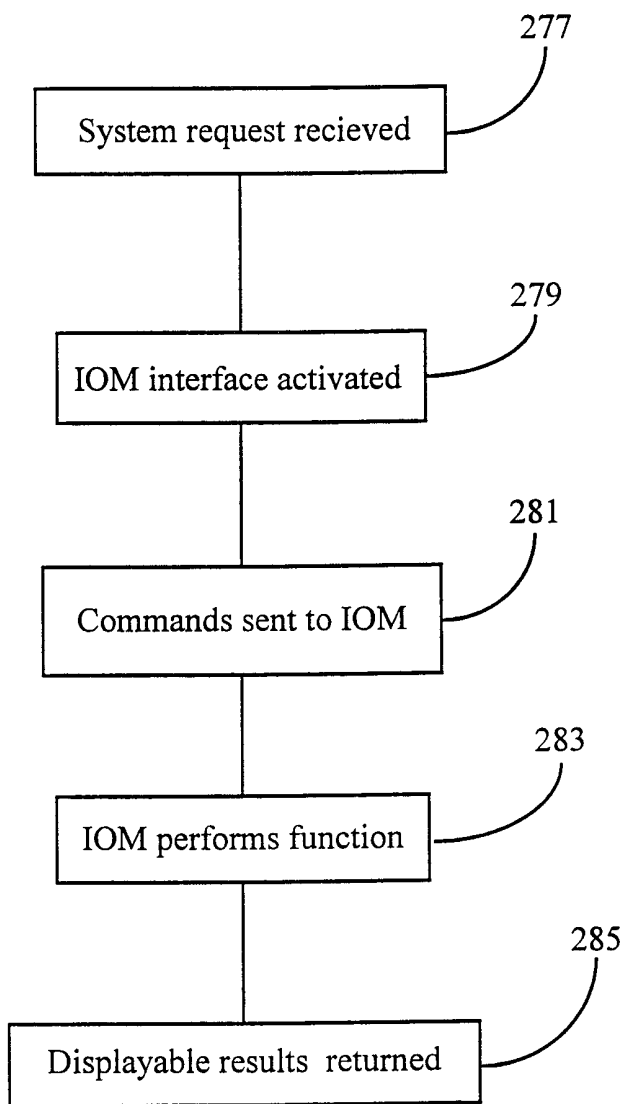 277
System request recieved
279
IOM interface activated
281
Commands sent to IOM
283
IOM performs function
285
Displayable results returned